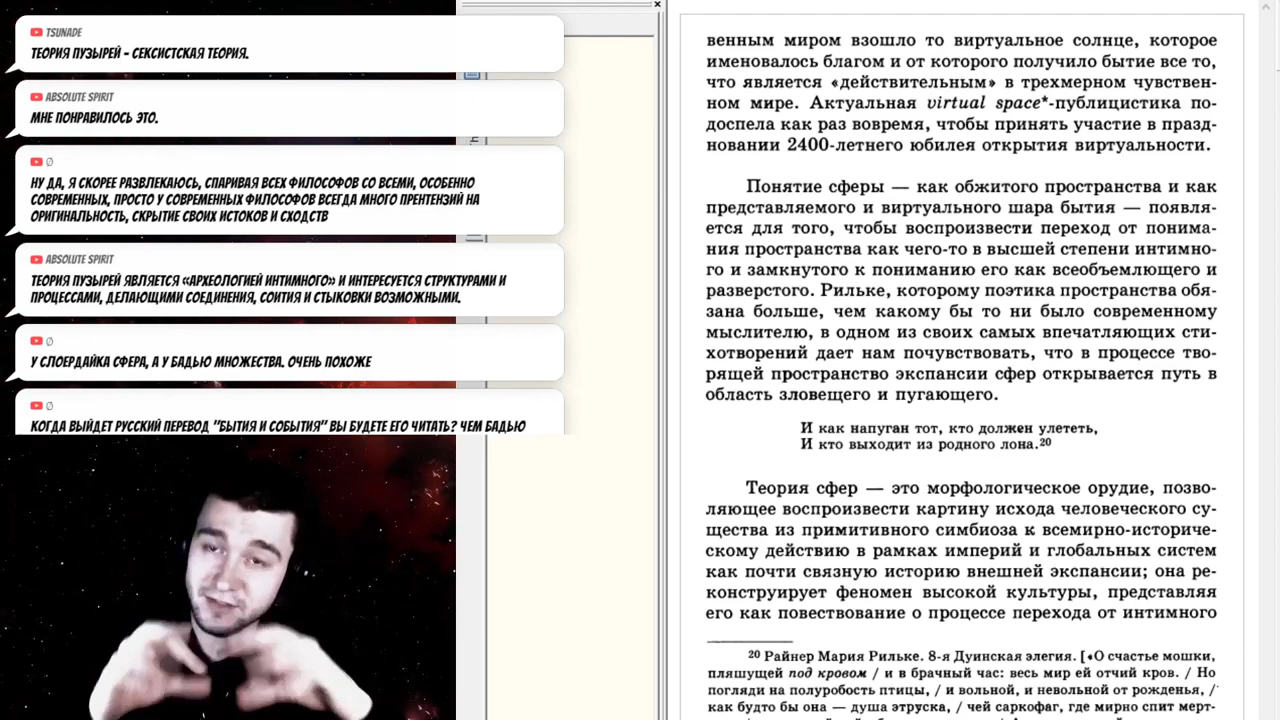 TSUNADE
ТЕОРИЯ ПУЗЫРЕЙ - СЕКСИСТСКАЯ ТЕОРИЯ.
ABSOLUTE SPIRIT
МНЕ ПОНРАВИЛОСЬ ЭТО.
Ø
НУ ДА, Я СКОРЕЕ РАЗВЛЕКАЮСЬ, СПАРИВАЯ ВСЕХ ФИЛОСОФОВ СО ВСЕМИ, ОСОБЕННО
СОВРЕМЕННЫХ, ПРОСТО У СОВРЕМЕННЫХ ФИЛОСОФОВ ВСЕГДА МНОГО ПРЕНТЕНЗИЙ НА
ОРИГИНАЛЬНОСТЬ, СКРЫТИЕ СВОИХ ИСТОКОВ И СХОДСТВ
ABSOLUTE SPIRIT
ТЕОРИЯ ПУЗЫРЕЙ ЯВЛЯЕТСЯ «АРХЕОЛОГИЕЙ ИНТИМНОГО» И ИНТЕРЕСУЕТСЯ СТРУКТУРАМИ И
ПРОЦЕССАМИ, ДЕЛАЮЩИМИ СОЕДИНЕНИЯ, СОИТИЯ И СТЫКОВКИ ВОЗМОЖНЫМИ.
Ø
У СЛОЕРДАЙКА СФЕРА, А У БАДЬЮ МНОЖЕСТВА. ОЧЕНЬ ПОХОЖЕ
Ø
КОГДА ВЫЙДЕТ РУССКИЙ ПЕРЕВОД "БЫТИЯ И СОБЫТИЯ" ВЫ БУДЕТЕ ЕГО ЧИТАТЬ? ЧЕМ БАДЬЮ
венным миром взошло то виртуальное солнце, которое
именовалось благом и от которого получило бытие все то,
что является «действительным» в трехмерном чувствен-
ном мире. Актуальная virtual space*-публицистика по-
доспела как раз вовремя, чтобы принять участие в празд-
новании 2400-летнего юбилея открытия виртуальности.
Понятие сферы — как обжитого пространства и как
представляемого и виртуального шара бытия — появля-
ется для того, чтобы воспроизвести переход от понима-
ния пространства как чего-то в высшей степени интимно-
го и замкнутого к пониманию его как всеобъемлющего и
разверстого. Рильке, которому поэтика пространства обя-
зана больше, чем какому бы то ни было современному
мыслителю, в одном из своих самых впечатляющих сти-
хотворений дает нам почувствовать, что в процессе тво-
рящей пространство экспансии сфер открывается путь в
область зловещего и пугающего.
И как напуган тот, кто должен улететь,
И кто выходит из родного лона.20
Теория сфер — это морфологическое орудие, позво-
ляющее воспроизвести картину исхода человеческого су-
щества из примитивного симбиоза к всемирно-историче-
скому действию в рамках империй и глобальных систем
как почти связную историю внешней экспансии; она ре-
конструирует феномен высокой культуры, представляя
его как повествование о процессе перехода от интимного
20 Райнер Мария Рильке. 8-я Дуинская элегия. [«О счастье мошки,
пляшущей под кровом / и в брачный час: весь мир ей отчий кров. / Но
погляди на полуробость птицы, / и вольной, и невольной от рожденья, /
как будто бы она — душа этруска, / чей саркофаг, где мирно спит мерт-